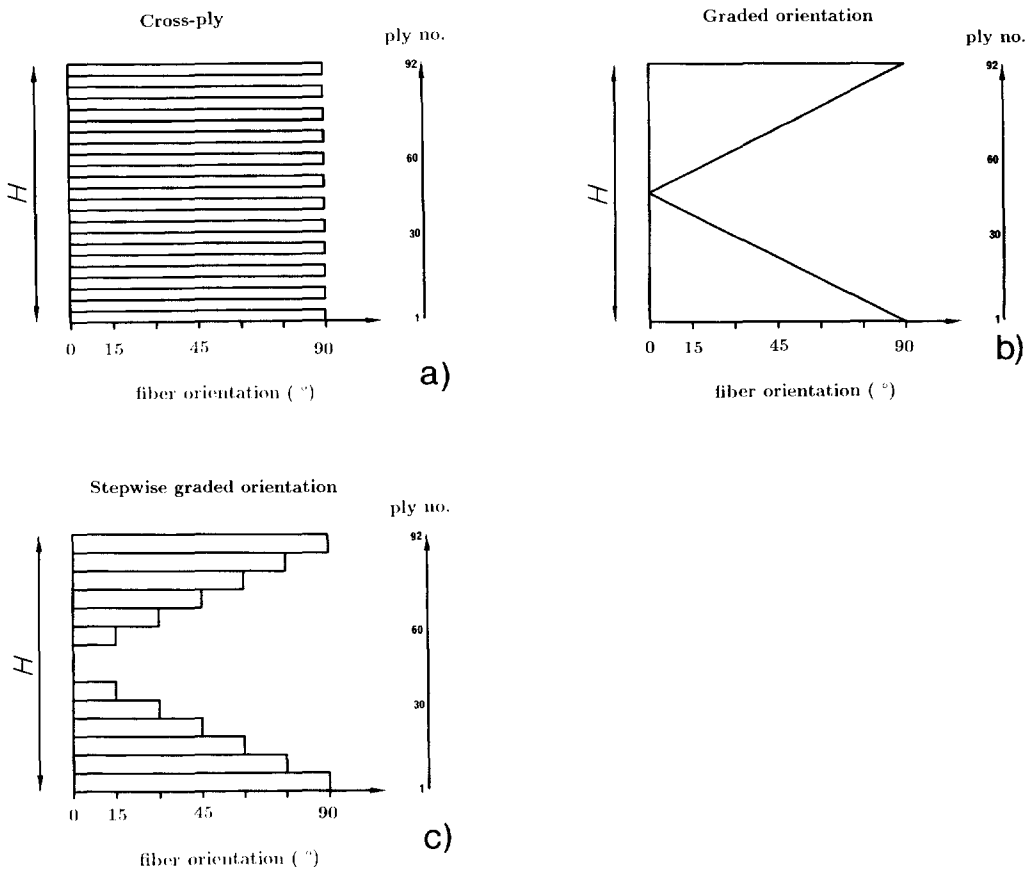 Cross-ply
ply no.
92
60
30
1
H
0 15 45 90
fiber orientation ( °)
a)
Graded orientation
ply no.
92
60
30
1
H
0 15 45 90
fiber orientation ( °)
b)
Stepwise graded orientation
ply no.
92
60
30
1
H
0 15 45 90
fiber orientation ( °)
c)